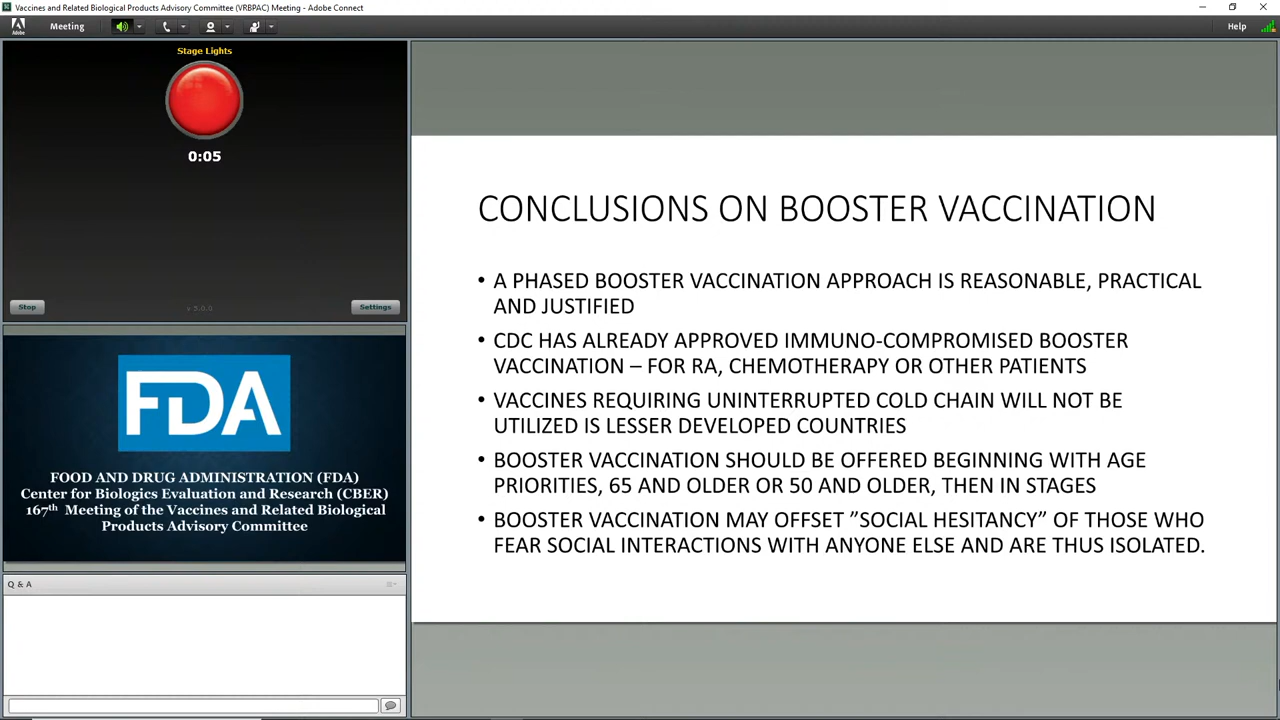 Vaccines and Related Biological Products Advisory Committee (VRBPAC) Meeting - Adobe Connect
Adobe
Meeting
Help
Stage Lights
0:05
Stop
v 3.0.0
Settings
FDA
FOOD AND DRUG ADMINISTRATION (FDA)
Center for Biologics Evaluation and Research (CBER)
167th Meeting of the Vaccines and Related Biological
Products Advisory Committee
Q & A
CONCLUSIONS ON BOOSTER VACCINATION
• A PHASED BOOSTER VACCINATION APPROACH IS REASONABLE, PRACTICAL
AND JUSTIFIED
• CDC HAS ALREADY APPROVED IMMUNO-COMPROMISED BOOSTER
VACCINATION – FOR RA, CHEMOTHERAPY OR OTHER PATIENTS
• VACCINES REQUIRING UNINTERRUPTED COLD CHAIN WILL NOT BE
UTILIZED IS LESSER DEVELOPED COUNTRIES
• BOOSTER VACCINATION SHOULD BE OFFERED BEGINNING WITH AGE
PRIORITIES, 65 AND OLDER OR 50 AND OLDER, THEN IN STAGES
• BOOSTER VACCINATION MAY OFFSET ”SOCIAL HESITANCY” OF THOSE WHO
FEAR SOCIAL INTERACTIONS WITH ANYONE ELSE AND ARE THUS ISOLATED.